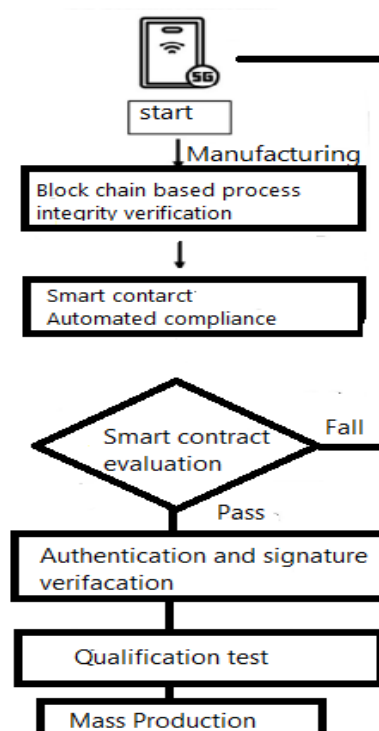 5G
start
Manufacturing
Block chain based process
integrity verification
Smart contarct
Automated compliance
Smart contract
evaluation
Fall
Pass
Authentication and signature
verifacation
Qualification test
Mass Production